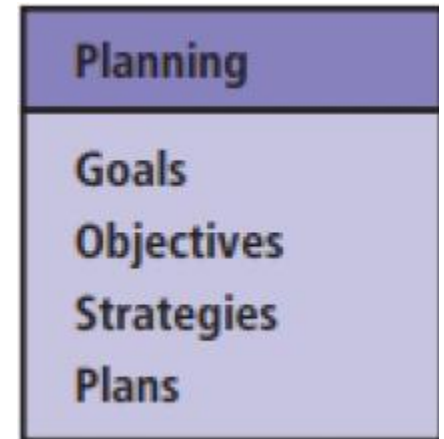 Planning
Goals
Objectives
Strategies
Plans